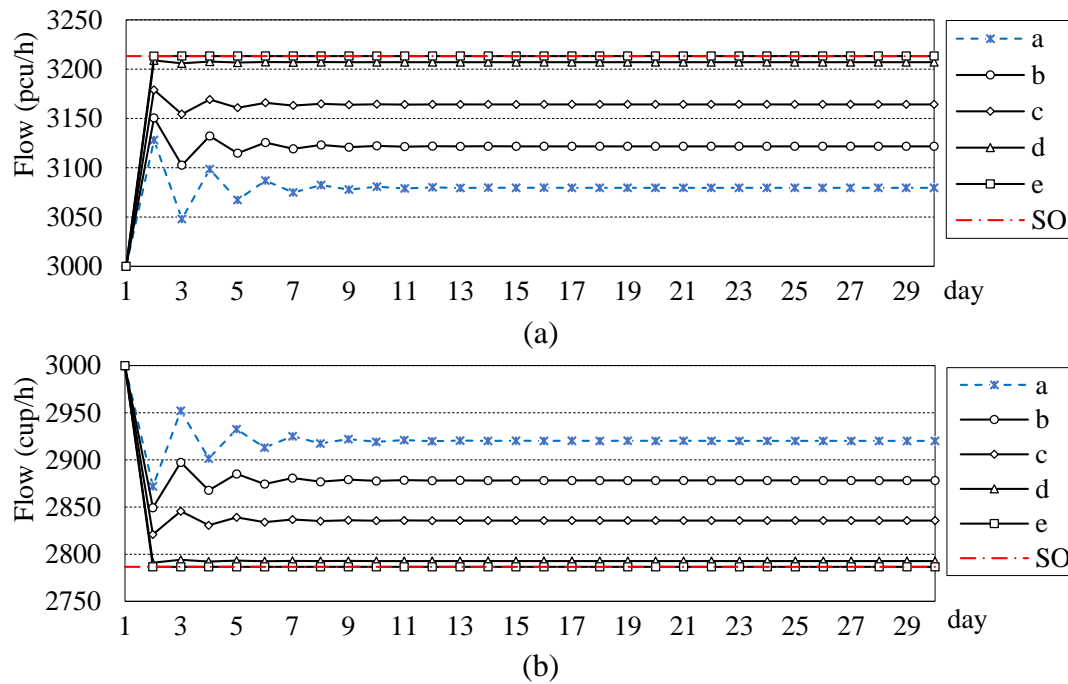 3250
3200
3150
3100
3050
3000
Flow (pcu/h)
1 3 5 7 9 11 13 15 17 19 21 23 25 27 29 day
a
b
c
d
e
SO
(a)
3000
2950
2900
2850
2800
2750
Flow (cup/h)
1 3 5 7 9 11 13 15 17 19 21 23 25 27 29 day
a
b
c
d
e
SO
(b)